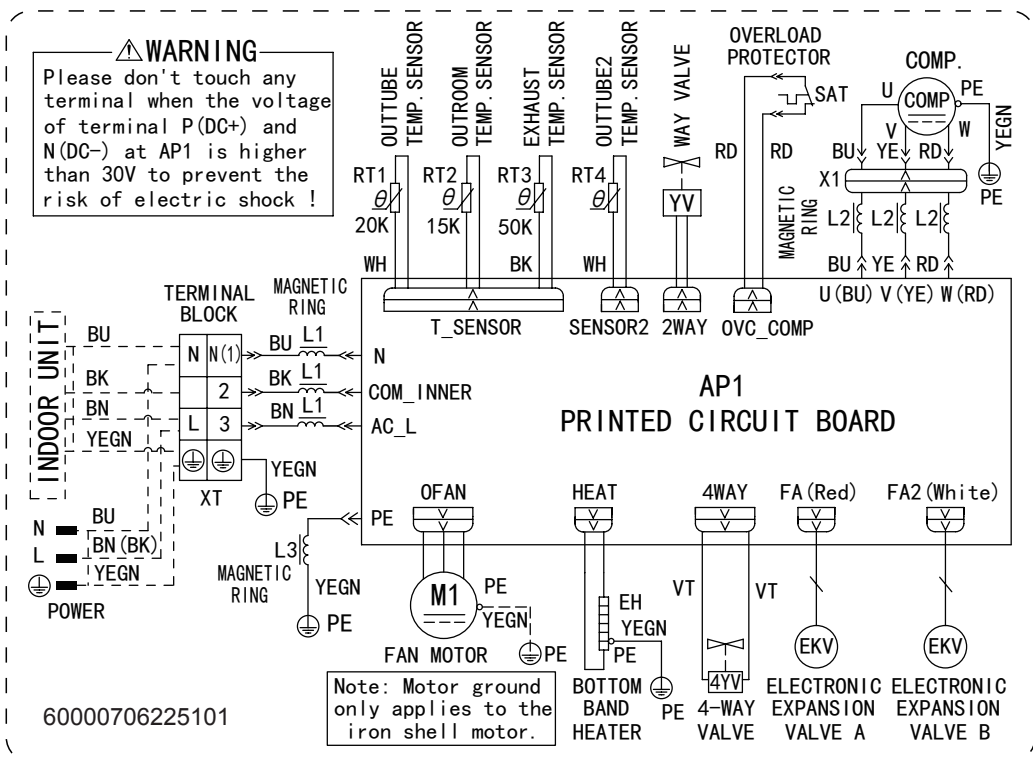 WARNING
Please don't touch any
terminal when the voltage
of terminal P(DC+) and
N(DC-) at AP1 is higher
than 30V to prevent the
risk of electric shock !
OUTTUBE
TEMP. SENSOR
OUTROOM
TEMP. SENSOR
EXHAUST
TEMP. SENSOR
OUTTUBE2
TEMP. SENSOR
WAY VALVE
OVERLOAD
PROTECTOR
SAT
COMP.
U
COMP
PE
V
W
YEGN
BU
YE
RD
PE
X1
RT1
θ
20K
RT2
θ
15K
RT3
θ
50K
RT4
θ
YV
RD
RD
MAGNETIC
RING
L2
L2
L2
WH
BK
WH
BU
YE
RD
U(BU)
V(YE)
W(RD)
T_SENSOR
SENSOR2
2WAY
OVC_COMP
TERMINAL
BLOCK
MAGNETIC
RING
INDOOR UNIT
BU
BK
BN
YEGN
N
N(1)
2
L
3
XT
BU
L1
N
BK
L1
COM_INNER
BN
L1
AC_L
YEGN
PE
AP1
PRINTED CIRCUIT BOARD
N
BU
L
BN(BK)
YEGN
POWER
PE
L3
MAGNETIC
RING
YEGN
PE
OFAN
HEAT
4WAY
FA(Red)
FA2(White)
M1
PE
YEGN
PE
FAN MOTOR
EH
YEGN
PE
PE
BOTTOM
BAND
HEATER
VT
VT
4YV
4-WAY
VALVE
EKV
ELECTRONIC
EXPANSION
VALVE A
EKV
ELECTRONIC
EXPANSION
VALVE B
Note: Motor ground
only applies to the
iron shell motor.
60000706225101